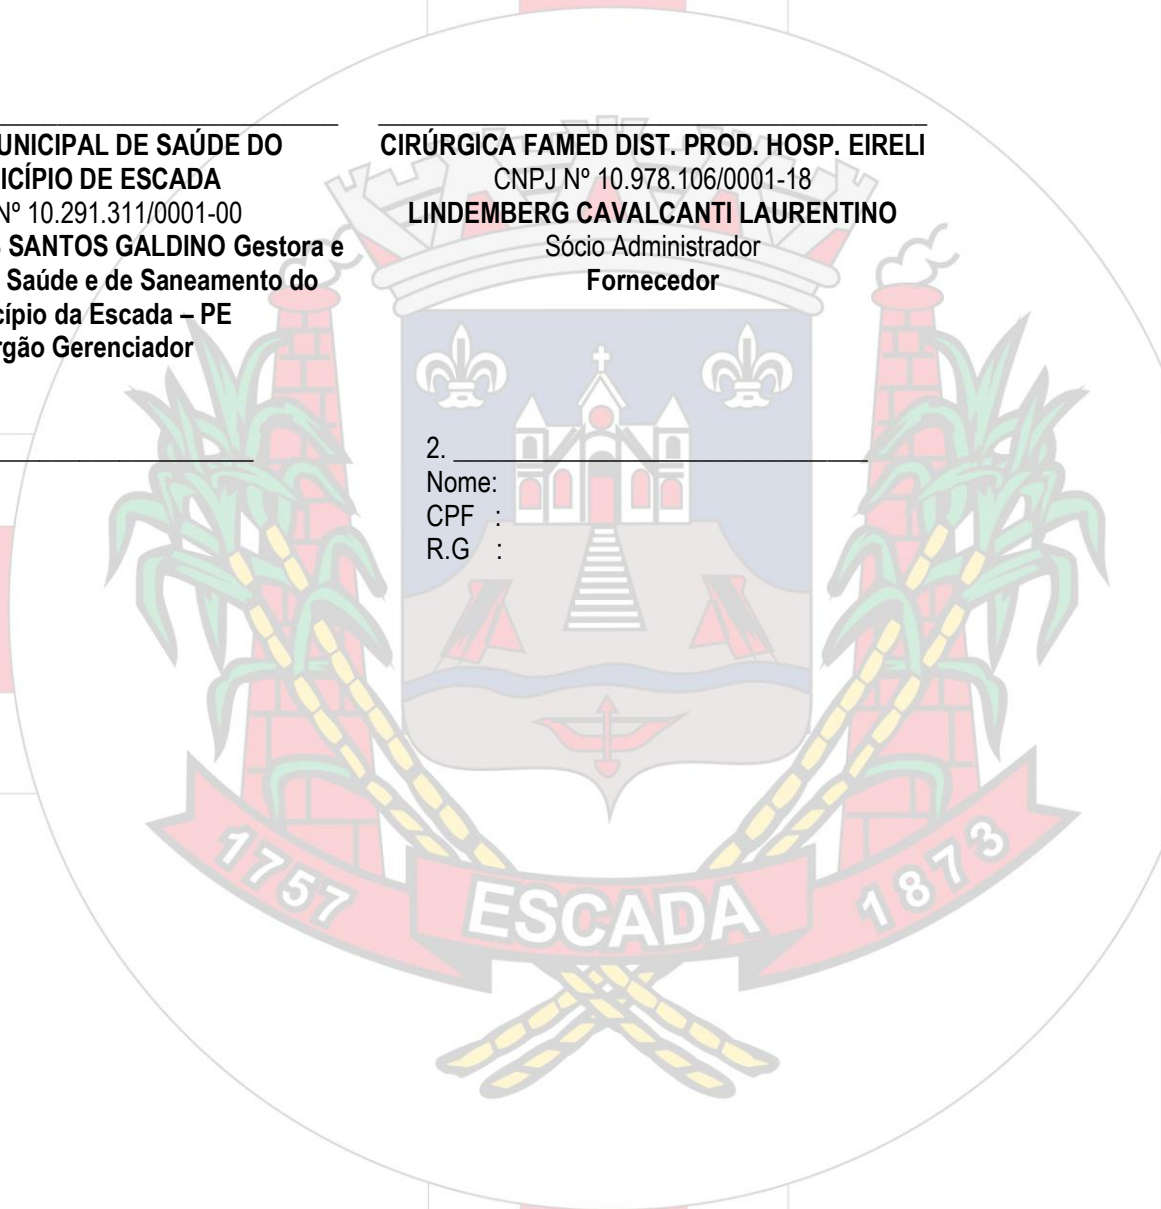 UNICIPAL DE SAÚDE DO
ICÍPIO DE ESCADA
Nº 10.291.311/0001-00
SANTOS GALDINO Gestora e
Saúde e de Saneamento do
cípio da Escada – PE
rgão Gerenciador
CIRÚRGICA FAMED DIST. PROD. HOSP. EIRELI
CNPJ Nº 10.978.106/0001-18
LINDEMBERG CAVALCANTI LAURENTINO
Sócio Administrador
Fornecedor
2. ______________________________
Nome:
CPF :
R.G :
1757
ESCADA
1873